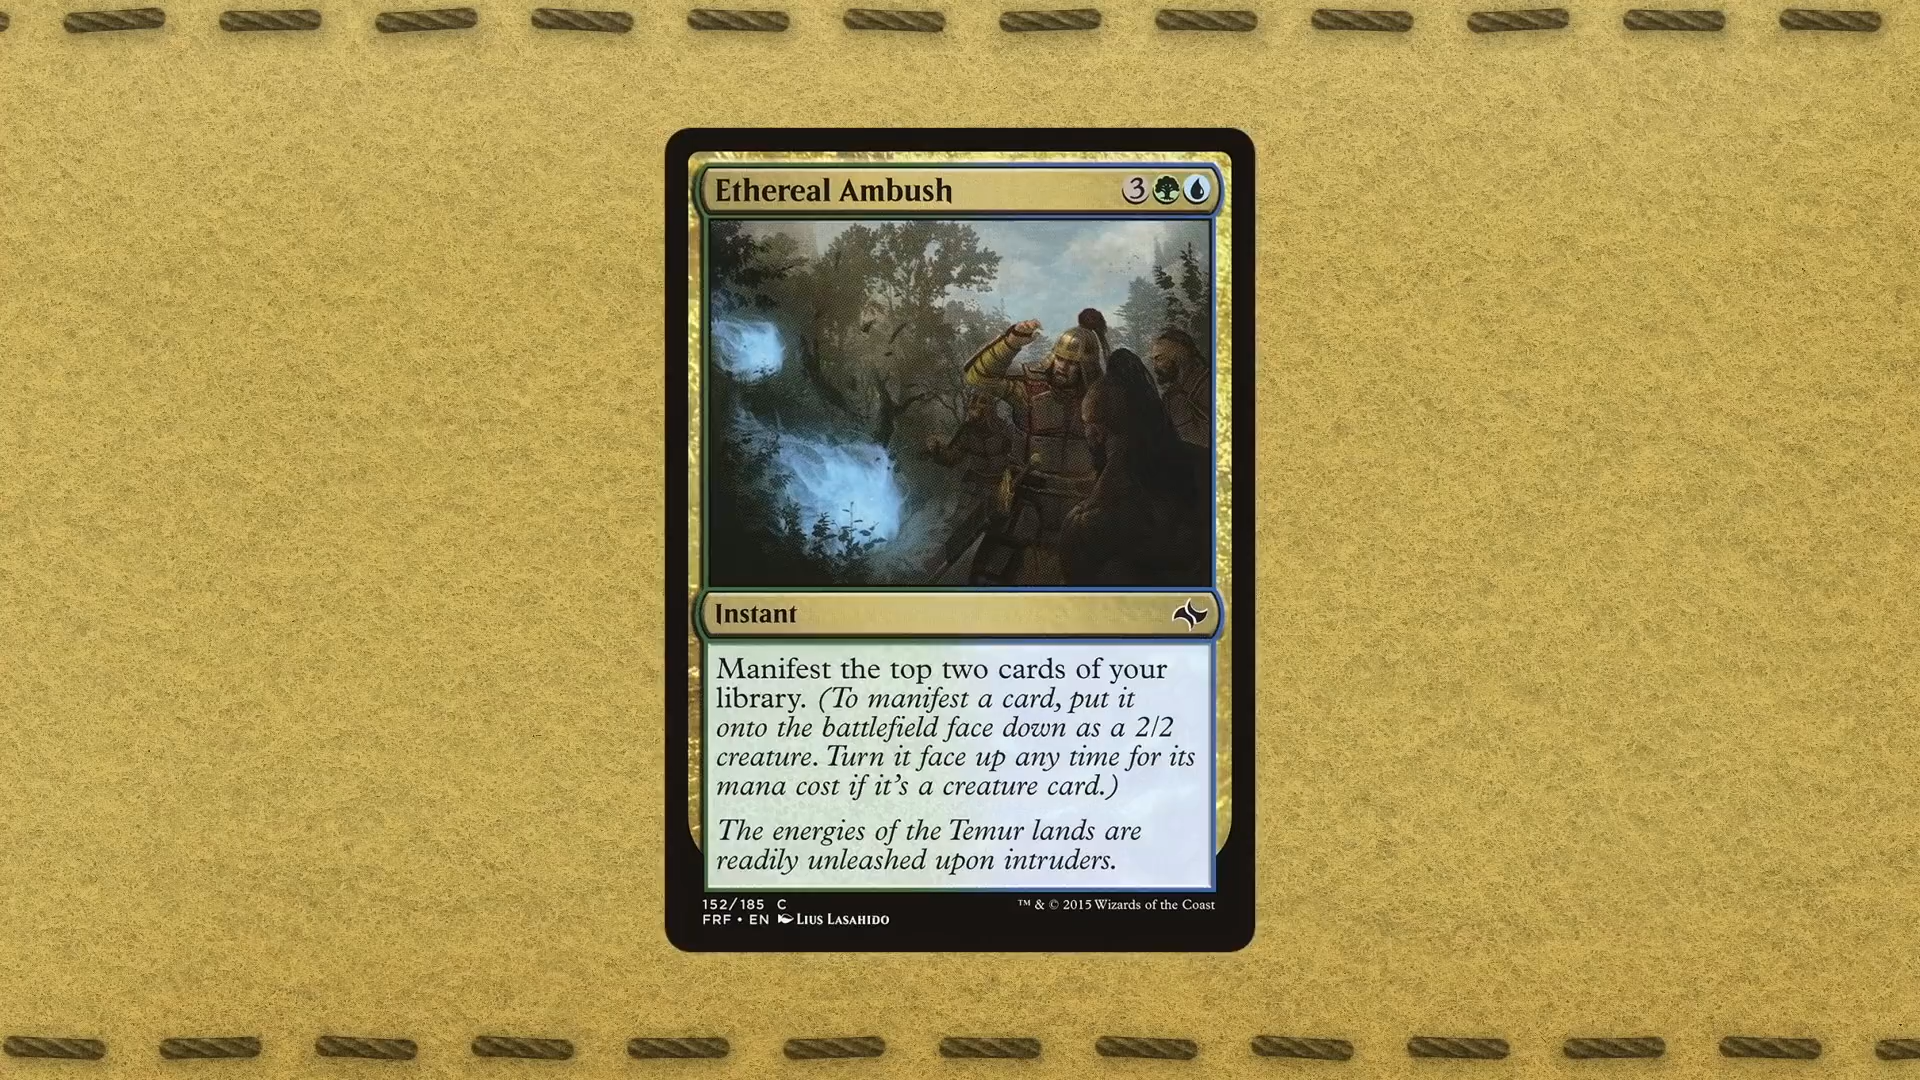 Ethereal Ambush 3
Instant
Manifest the top two cards of your
library. (To manifest a card, put it
onto the battlefield face down as a 2/2
creature. Turn it face up any time for its
mana cost if it's a creature card.)
The energies of the Temur lands are
readily unleashed upon intruders.
152/185 C
FRF • EN Lius Lasahido
™ & © 2015 Wizards of the Coast